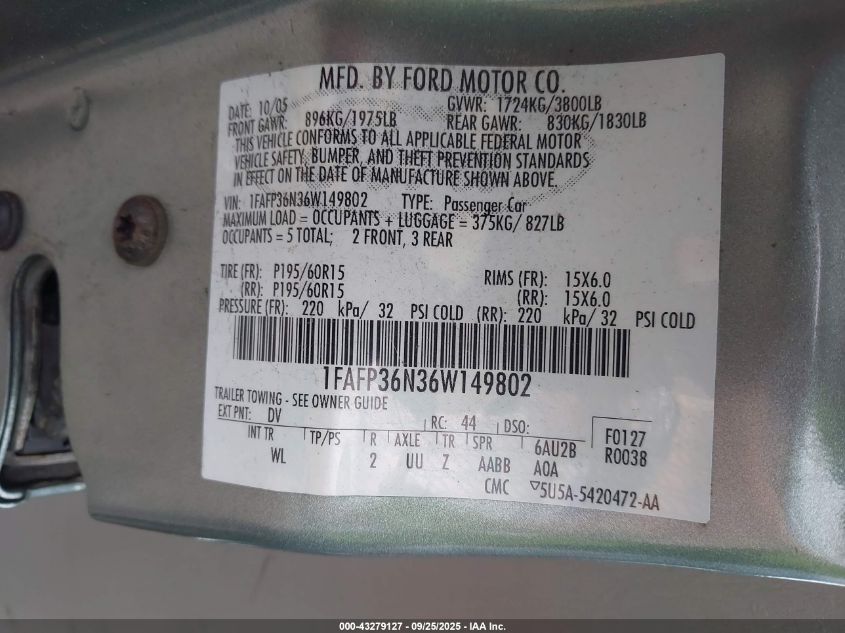 MFD. BY FORD MOTOR CO.
DATE: 10/05 GVWR: 1724KG/3800LB
FRONT GAWR: 896KG/1975LB REAR GAWR: 830KG/1830LB
THIS VEHICLE CONFORMS TO ALL APPLICABLE FEDERAL MOTOR
VEHICLE SAFETY, BUMPER, AND THEFT PREVENTION STANDARDS
IN EFFECT ON THE DATE OF MANUFACTURE SHOWN ABOVE.
VIN: 1FAFP36N36W149802 TYPE: Passenger Car
MAXIMUM LOAD = OCCUPANTS + LUGGAGE = 375KG/ 827LB
OCCUPANTS = 5 TOTAL; 2 FRONT, 3 REAR
TIRE (FR): P195/60R15 RIMS (FR): 15X6.0
(RR): P195/60R15 (RR): 15X6.0
PRESSURE (FR): 220 kPa/ 32 PSI COLD (RR): 220 kPa/ 32 PSI COLD
1FAFP36N36W149802
TRAILER TOWING - SEE OWNER GUIDE
EXT PNT: DV RC: 44 DSO: F0127
INT TR TP/PS R AXLE TR SPR 6AU2B R0038
WL 2 UU Z AABB A0A
CMC ▽5U5A-5420472-AA
000-43279127 - 09/25/2025 - IAA Inc.